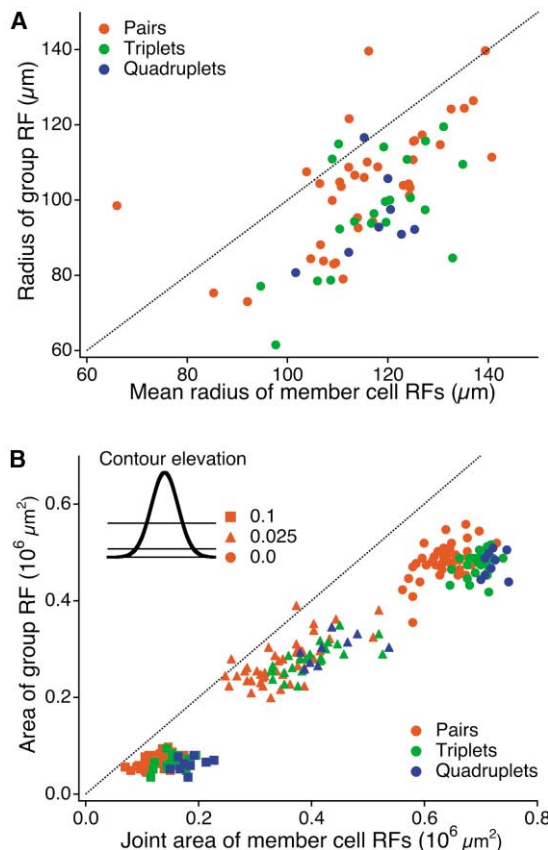 A
Pairs
Triplets
Quadruplets
140
120
100
80
60
60 80 100 120 140
Radius of group RF (µm)
Mean radius of member cell RFs (µm)
B
Contour elevation
0.1
0.025
0.0
0.6
0.4
0.2
0.0
0.0 0.2 0.4 0.6 0.8
Area of group RF (10⁶ µm²)
Pairs
Triplets
Quadruplets
Joint area of member cell RFs (10⁶ µm²)